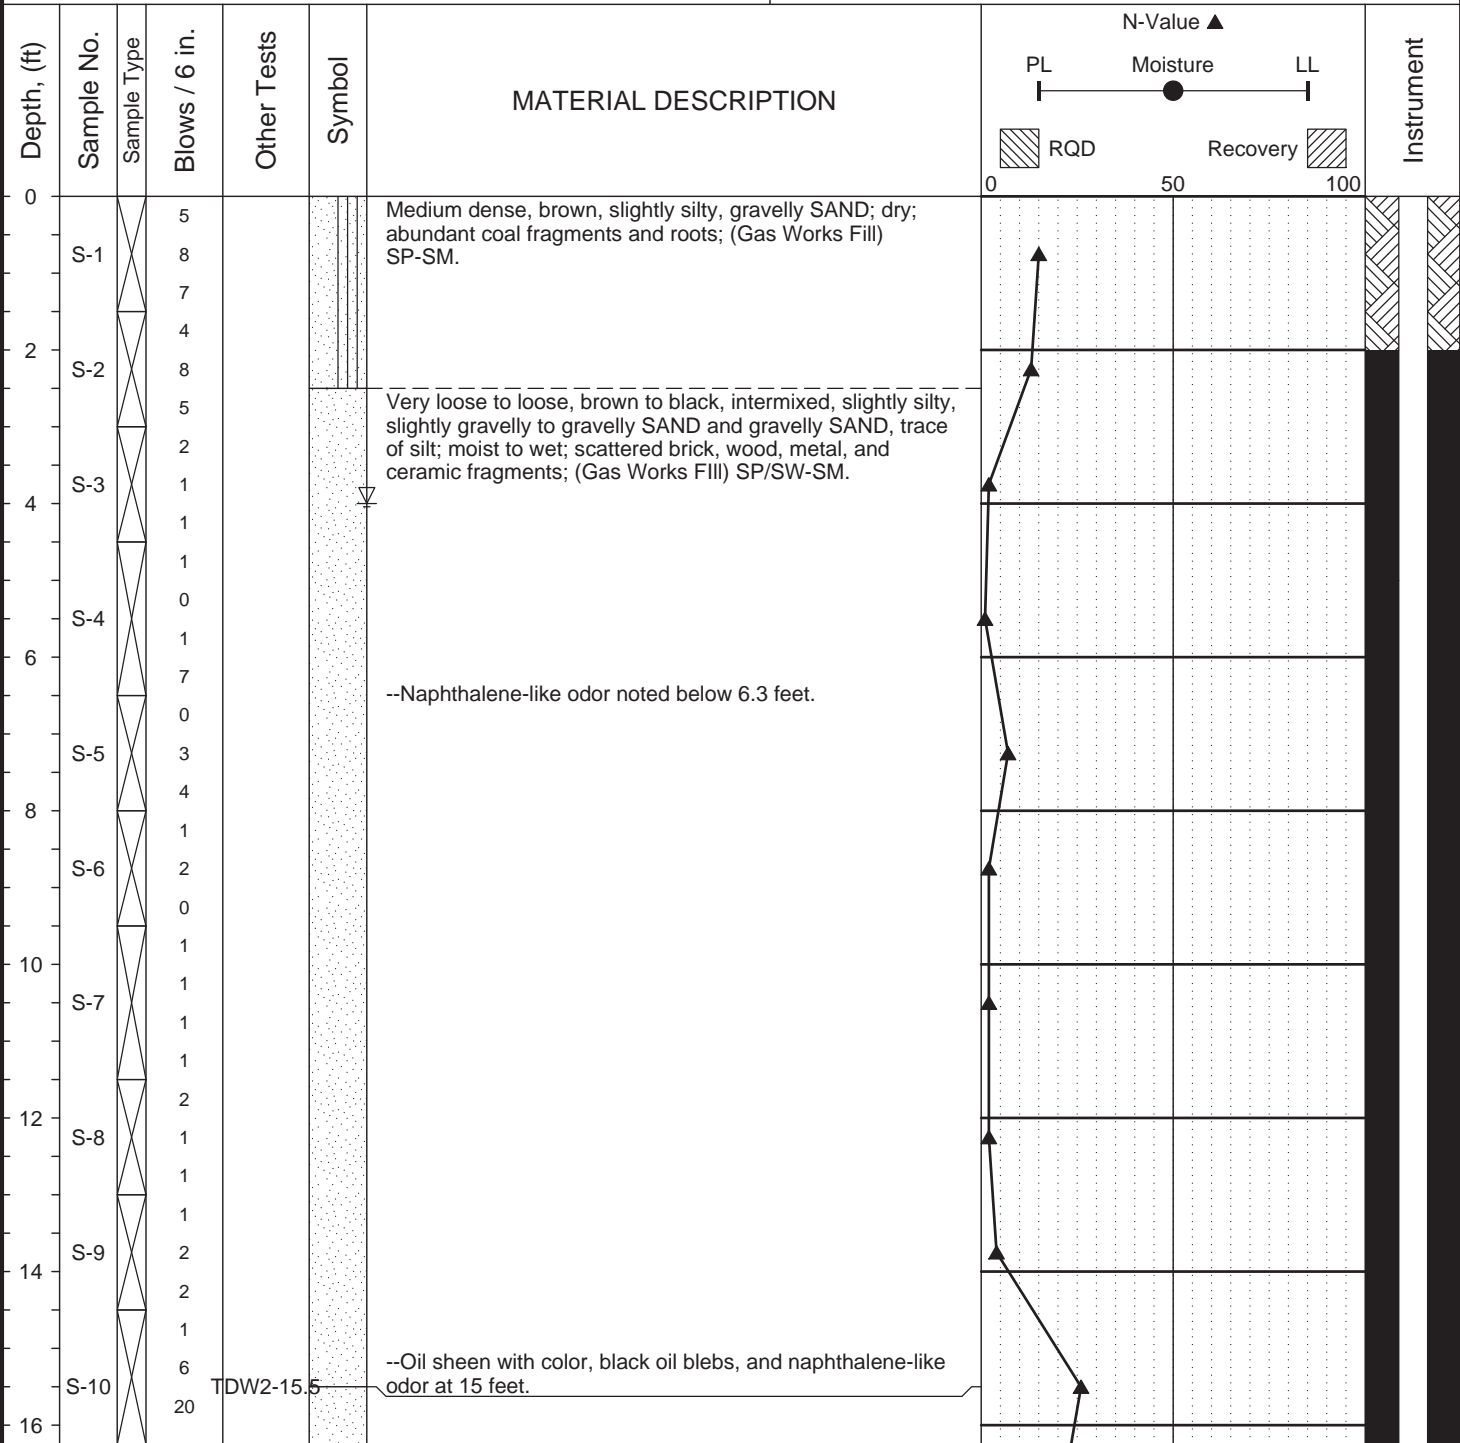 Depth, (ft)
Sample No.
Sample Type
Blows / 6 in.
Other Tests
Symbol
MATERIAL DESCRIPTION
N-Value
PL Moisture LL
RQD Recovery
0 50 100
Instrument
0
5
Medium dense, brown, slightly silty, gravelly SAND; dry;
abundant coal fragments and roots; (Gas Works Fill)
SP-SM.
S-1
8
7
4
2
S-2
8
5
Very loose to loose, brown to black, intermixed, slightly silty,
slightly gravelly to gravelly SAND and gravelly SAND, trace
of silt; moist to wet; scattered brick, wood, metal, and
ceramic fragments; (Gas Works FIll) SP/SW-SM.
2
S-3
1
4
1
1
0
S-4
1
6
7
--Naphthalene-like odor noted below 6.3 feet.
0
S-5
3
4
8
1
S-6
2
0
1
10
1
S-7
1
1
2
12
S-8
1
1
1
S-9
2
14
2
1
6
--Oil sheen with color, black oil blebs, and naphthalene-like
odor at 15 feet.
S-10
TDW2-15.5
20
16